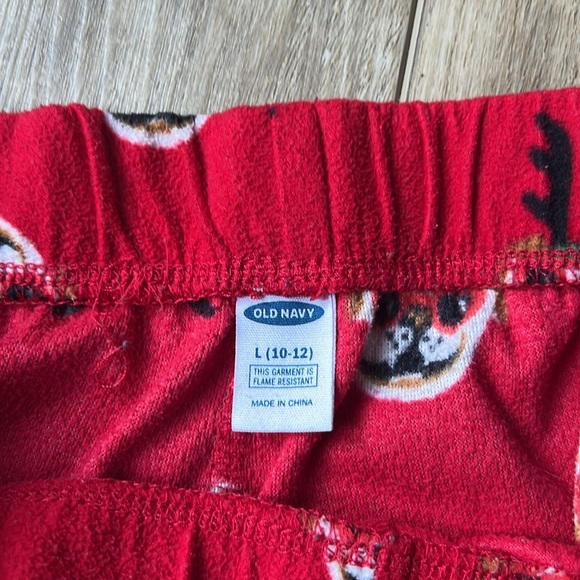 OLD NAVY
L (10-12)
THIS GARMENT IS
FLAME RESISTANT
MADE IN CHINA